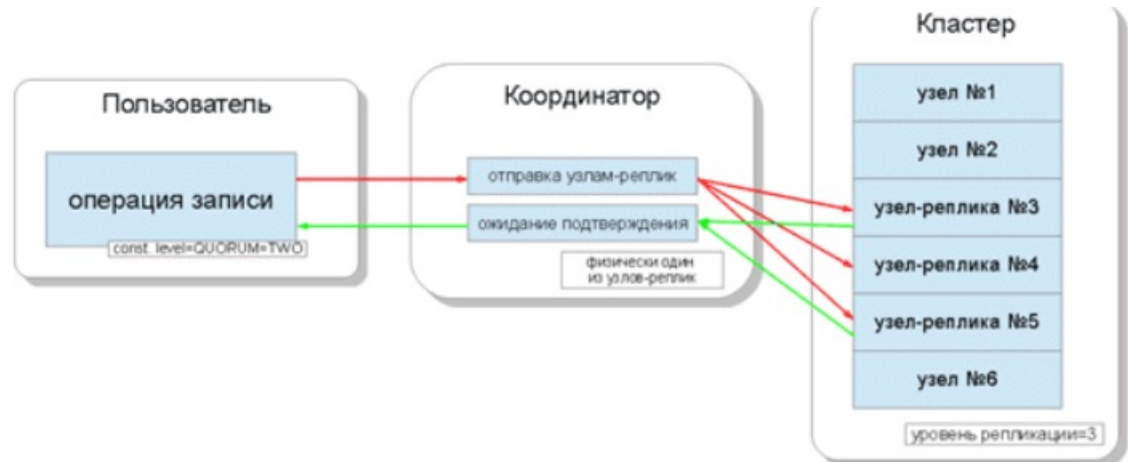 Пользователь
операция записи
const. level=QUORUM=TWO
Координатор
отправка узлам-реплик
ожидание подтверждения
физически один
из узлов-реплик
Кластер
узел №1
узел №2
узел-реплика №3
узел-реплика №4
узел-реплика №5
узел №6
уровень репликации=3